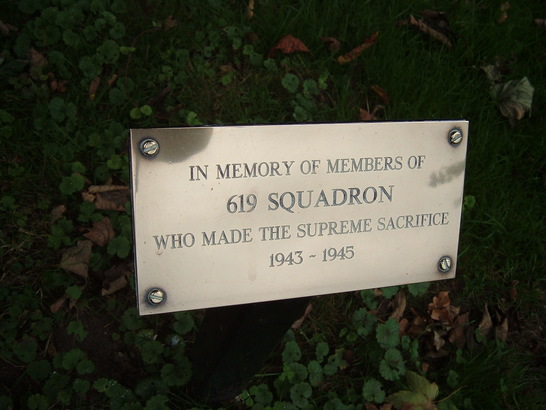 IN MEMORY OF MEMBERS OF
619 SQUADRON
WHO MADE THE SUPREME SACRIFICE
1943 ~ 1945